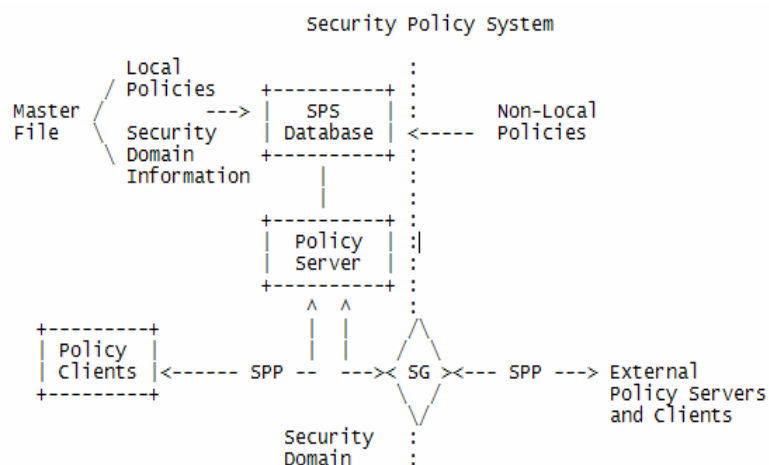 Security Policy System
Local
Policies
Master
File
Security
Domain
Information
--->
SPS
Database
<-----
Non-Local
Policies
Policy
Server
Policy
Clients
<------ SPP --
---><
SG
><--- SPP --->
External
Policy Servers
and Clients
Security
Domain